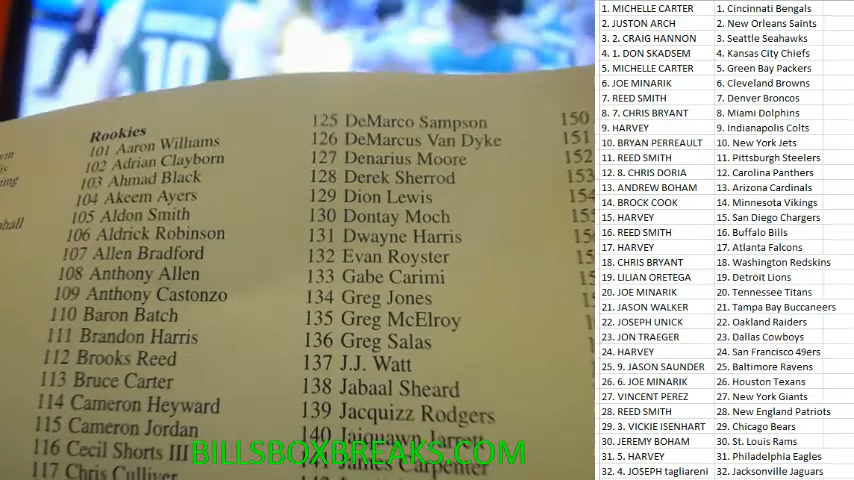 10
Rookies
101 Aaron Williams
102 Adrian Clayborn
103 Ahmad Black
104 Akeem Ayers
105 Aldon Smith
106 Aldrick Robinson
107 Allen Bradford
108 Anthony Allen
109 Anthony Castonzo
110 Baron Batch
111 Brandon Harris
112 Brooks Reed
113 Bruce Carter
114 Cameron Heyward
115 Cameron Jordan
116 Cecil Shorts III
117 Chris Culliver
125 DeMarco Sampson
126 DeMarcus Van Dyke
127 Denarius Moore
128 Derek Sherrod
129 Dion Lewis
130 Dontay Moch
131 Dwayne Harris
132 Evan Royster
133 Gabe Carimi
134 Greg Jones
135 Greg McElroy
136 Greg Salas
137 J.J. Watt
138 Jabaal Sheard
139 Jacquizz Rodgers
140 Jaiquawn Jarrett
141 James Carpenter
150
151
152
153
154
BILLSBOXBREAKS.COM
1. MICHELLE CARTER 1. Cincinnati Bengals
2. JUSTON ARCH 2. New Orleans Saints
3. 2. CRAIG HANNON 3. Seattle Seahawks
4. 1. DON SKADSEM 4. Kansas City Chiefs
5. MICHELLE CARTER 5. Green Bay Packers
6. JOE MINARIK 6. Cleveland Browns
7. REED SMITH 7. Denver Broncos
8. 7. CHRIS BRYANT 8. Miami Dolphins
9. HARVEY 9. Indianapolis Colts
10. BRYAN PERREAULT 10. New York Jets
11. REED SMITH 11. Pittsburgh Steelers
12. 8. CHRIS DORIA 12. Carolina Panthers
13. ANDREW BOHAM 13. Arizona Cardinals
14. BROCK COOK 14. Minnesota Vikings
15. HARVEY 15. San Diego Chargers
16. REED SMITH 16. Buffalo Bills
17. HARVEY 17. Atlanta Falcons
18. CHRIS BRYANT 18. Washington Redskins
19. LILIAN ORETEGA 19. Detroit Lions
20. JOE MINARIK 20. Tennessee Titans
21. JASON WALKER 21. Tampa Bay Buccaneers
22. JOSEPH UNICK 22. Oakland Raiders
23. JON TRAEGER 23. Dallas Cowboys
24. HARVEY 24. San Francisco 49ers
25. 9. JASON SAUNDER 25. Baltimore Ravens
26. 6. JOE MINARIK 26. Houston Texans
27. VINCENT PEREZ 27. New York Giants
28. REED SMITH 28. New England Patriots
29. 3. VICKIE ISENHART 29. Chicago Bears
30. JEREMY BOHAM 30. St. Louis Rams
31. 5. HARVEY 31. Philadelphia Eagles
32. 4. JOSEPH tagliareni 32. Jacksonville Jaguars